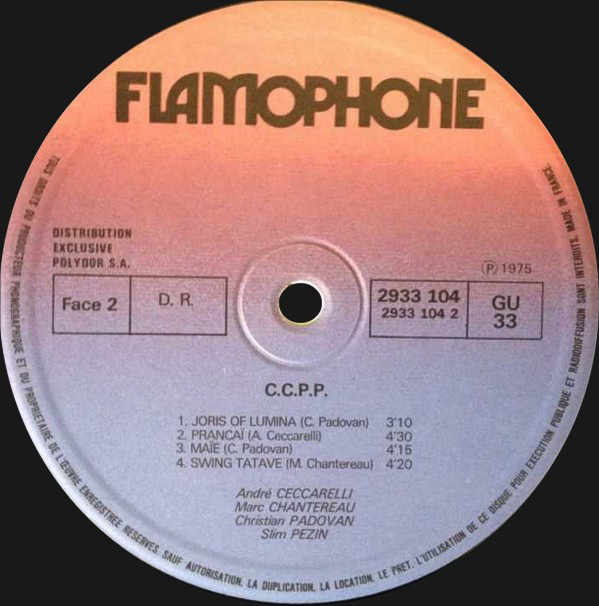 FLAMOPHONE
DISTRIBUTION
EXCLUSIVE
POLYDOR S.A.
℗ 1975
Face 2
D. R.
2933 104
2933 104 2
GU
33
C.C.P.P.
1. JORIS OF LUMINA (C. Padovan) 3'10
2. PRANCAÏ (A. Ceccarelli) 4'30
3. MAÏE (C. Padovan) 4'15
4. SWING TATAVE (M. Chantereau) 4'20
André CECCARELLI
Marc CHANTEREAU
Christian PADOVAN
Slim PEZIN
TOUS DROITS DU PRODUCTEUR PHONOGRAPHIQUE ET DU PROPRIETAIRE DE L'ŒUVRE ENREGISTREE RESERVES. SAUF AUTORISATION, LA DUPLICATION, LA LOCATION, LE PRET, L'UTILISATION DE CE DISQUE POUR EXECUTION PUBLIQUE ET RADIODIFFUSION SONT INTERDITS. MADE IN FRANCE.